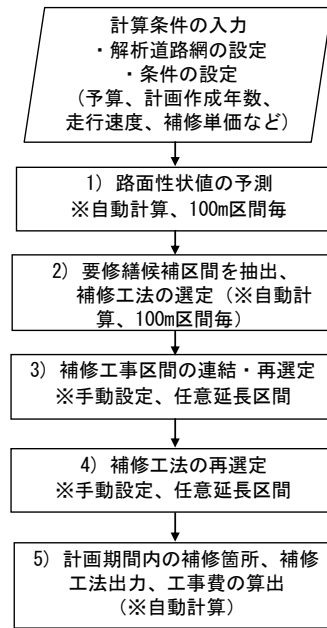 計算条件の入力
・解析道路網の設定
・条件の設定
(予算、計画作成年数、
走行速度、補修単価など)
1) 路面性状値の予測
※自動計算、100m区間毎
2) 要修繕候補区間を抽出、
補修工法の選定（※自動計
算、100m区間毎）
3) 補修工事区間の連結・再選定
※手動設定、任意延長区間
4) 補修工法の再選定
※手動設定、任意延長区間
5) 計画期間内の補修箇所、補修
工法出力、工事費の算出
（※自動計算）